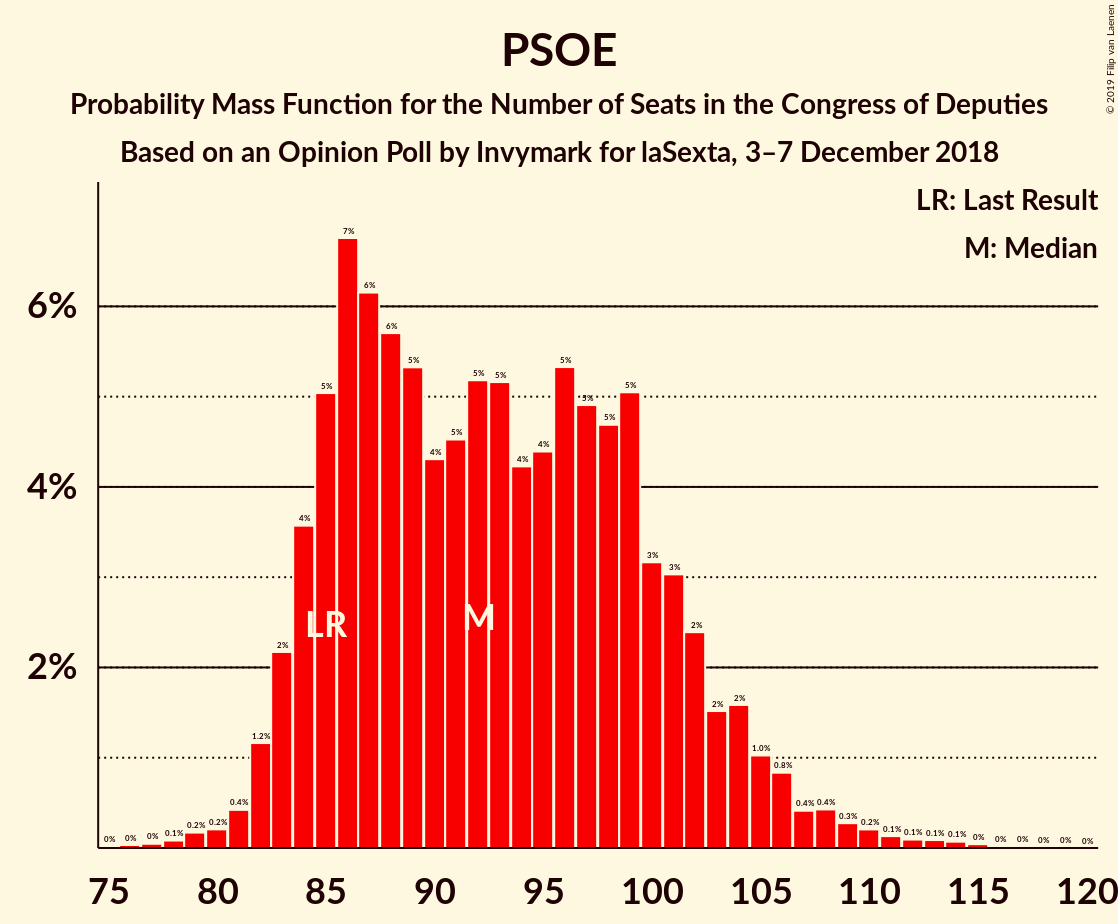 PSOE
Probability Mass Function for the Number of Seats in the Congress of Deputies
Based on an Opinion Poll by Invymark for laSexta, 3–7 December 2018
© 2019 Filip van Laenen
LR: Last Result
M: Median
6%
4%
2%
0% 0% 0% 0.1% 0.2% 0.2% 0.4% 1.2% 2% 4% 5% 7% 6% 6% 5% 4% 5% 5% 5% 4% 4% 5% 5% 5% 5% 3% 3% 2% 2% 2% 1.0% 0.8% 0.4% 0.4% 0.3% 0.2% 0.1% 0.1% 0.1% 0.1% 0% 0% 0% 0% 0% 0%
LR M
75 80 85 90 95 100 105 110 115 120